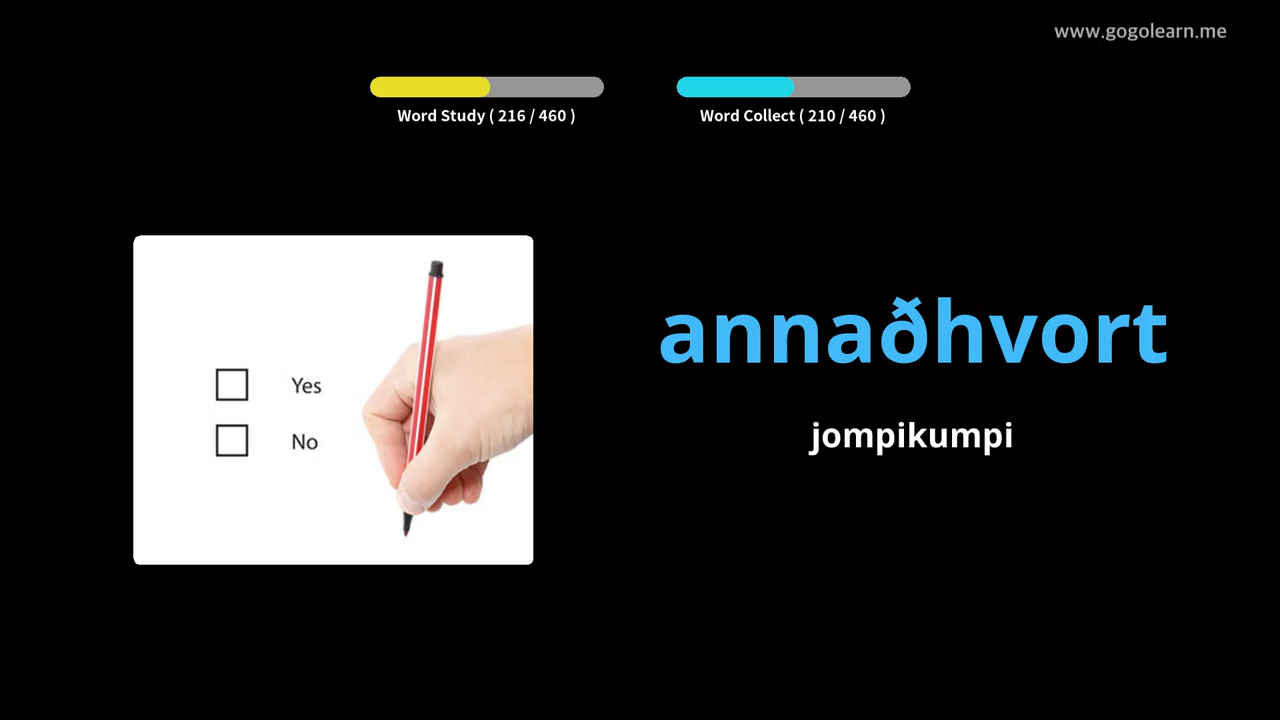 www.gogolearn.me
Word Study ( 216 / 460 )
Word Collect ( 210 / 460 )
Yes
No
annaðhvort
jompikumpi